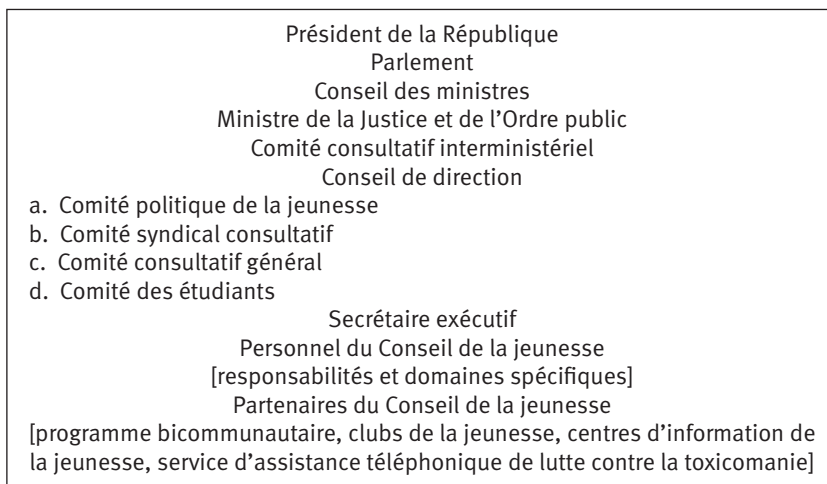 Président de la République
Parlement
Conseil des ministres
Ministre de la Justice et de l’Ordre public
Comité consultatif interministériel
Conseil de direction
a. Comité politique de la jeunesse
b. Comité syndical consultatif
c. Comité consultatif général
d. Comité des étudiants
Secrétaire exécutif
Personnel du Conseil de la jeunesse
[responsabilités et domaines spécifiques]
Partenaires du Conseil de la jeunesse
[programme bicommunautaire, clubs de la jeunesse, centres d’information de
la jeunesse, service d’assistance téléphonique de lutte contre la toxicomanie]